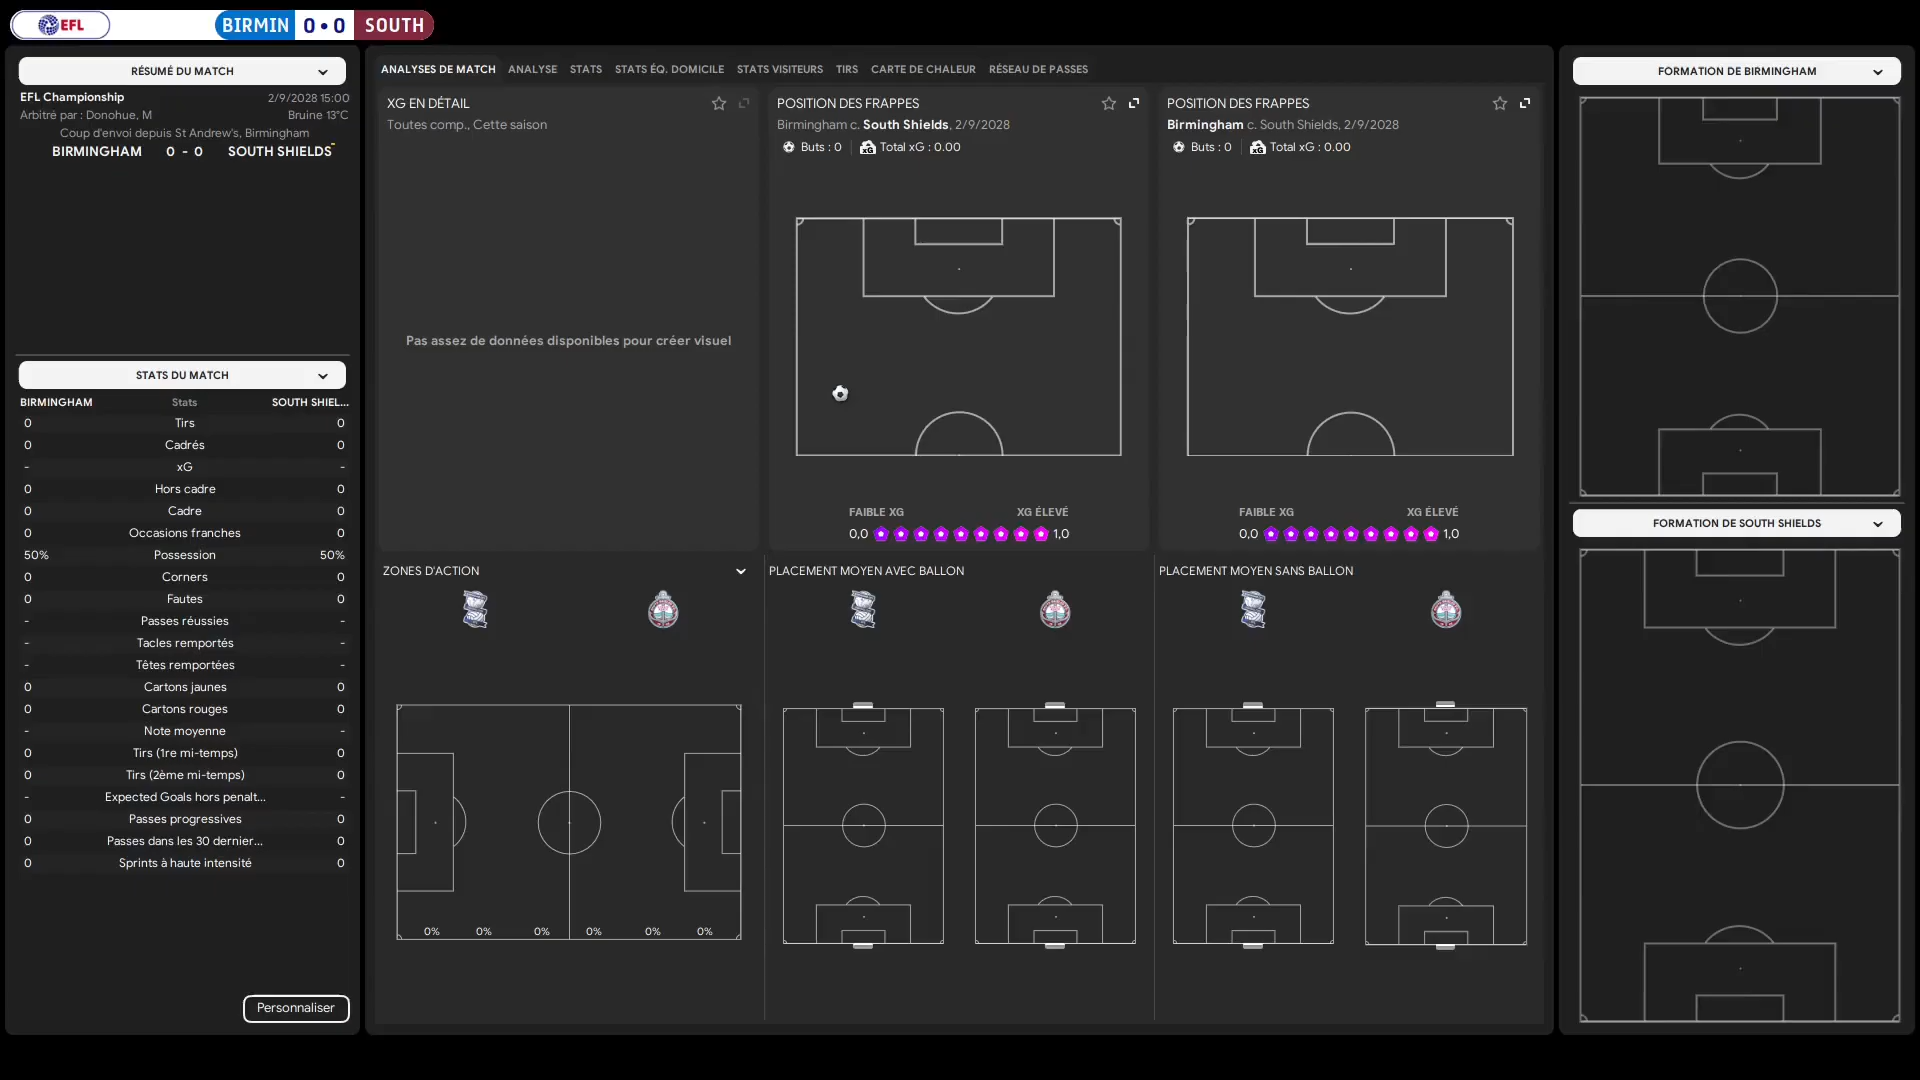 EFL
BIRMIN 0 • 0 SOUTH
RÉSUMÉ DU MATCH
EFL Championship 2/9/2028 15:00
Arbitré par : Donohue, M Bruine 13°C
Coup d'envoi depuis St Andrew's, Birmingham
BIRMINGHAM 0 - 0 SOUTH SHIELDS
STATS DU MATCH
BIRMINGHAM Stats SOUTH SHIEL...
0 Tirs 0
0 Cadrés 0
- xG -
0 Hors cadre 0
0 Cadre 0
0 Occasions franches 0
50% Possession 50%
0 Corners 0
0 Fautes 0
- Passes réussies -
- Tacles remportés -
- Têtes remportées -
0 Cartons jaunes 0
0 Cartons rouges 0
- Note moyenne -
0 Tirs (1re mi-temps) 0
0 Tirs (2ème mi-temps) 0
- Expected Goals hors penalt... -
0 Passes progressives 0
0 Passes dans les 30 dernier... 0
0 Sprints à haute intensité 0
Personnaliser
ANALYSES DE MATCH ANALYSE STATS STATS ÉQ. DOMICILE STATS VISITEURS TIRS CARTE DE CHALEUR RÉSEAU DE PASSES
XG EN DÉTAIL
Toutes comp., Cette saison
Pas assez de données disponibles pour créer visuel
POSITION DES FRAPPES
Birmingham c. South Shields, 2/9/2028
Buts : 0 xG Total xG : 0.00
FAIBLE XG XG ÉLEVÉ
0,0 1,0
POSITION DES FRAPPES
Birmingham c. South Shields, 2/9/2028
Buts : 0 xG Total xG : 0.00
FAIBLE XG XG ÉLEVÉ
0,0 1,0
ZONES D'ACTION
0% 0% 0% 0% 0% 0%
PLACEMENT MOYEN AVEC BALLON
PLACEMENT MOYEN SANS BALLON
FORMATION DE BIRMINGHAM
FORMATION DE SOUTH SHIELDS